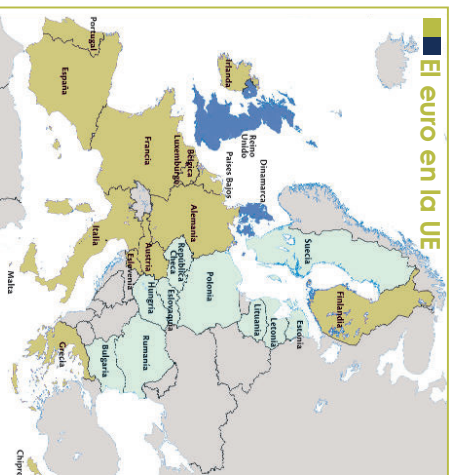 El euro en la UE
Irlanda
Reino
Unido
Dinamarca
Países Bajos
Bélgica
Luxemburgo
Portugal
España
Francia
Alemania
Suecia
Finlandia
Estonia
Letonia
Lituania
Polonia
República
Checa
Eslovaquia
Austria
Hungría
Eslovenia
Italia
Rumanía
Bulgaria
Grecia
Malta
Chipre